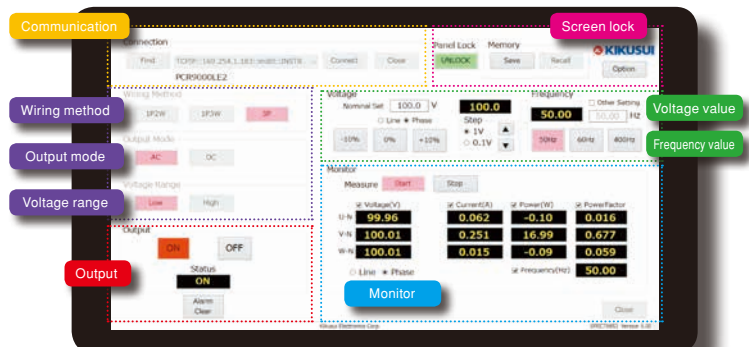 Communication
Screen lock
Connection
Find
Connect
Close
PCR9000LE2
Panel Lock
UNLOCK
Memory
Save
Recall
KIKUSUI
Option
Wiring method
Wiring Method
1P2W
1P3W
3P
Output mode
Output Mode
AC
DC
Voltage range
Voltage Range
Low
High
Voltage
Nominal Set 100.0 V
Line Phase
-10%
0%
+10%
100.0
Step
1V
0.1V
Frequency
50.00
Other Setting
50.00 Hz
50Hz
60Hz
400Hz
Voltage value
Frequency value
Output
Output
ON
OFF
Status
ON
Alarm
Clear
Monitor
Measure Start Stop
Voltage(V) Current(A) Power(W) PowerFactor
U-N 99.96 0.062 -0.10 0.016
V-N 100.01 0.251 16.99 0.677
W-N 100.01 0.015 -0.09 0.059
Line Phase
Frequency(Hz) 50.00
Monitor
Close
Kikusui Electronics Corp.